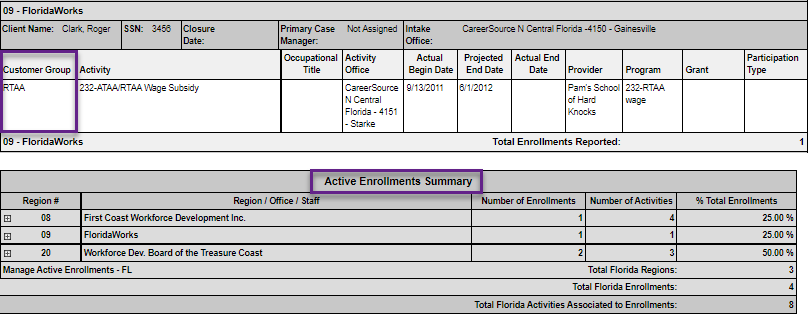 09 - FloridaWorks
Client Name: Clark, Roger SSN: 3456 Closure Date: Primary Case Manager: Not Assigned Intake Office: CareerSource N Central Florida -4150 - Gainesville
Customer Group Activity Occupational Title Activity Office Actual Begin Date Projected End Date Actual End Date Provider Program Grant Participation Type
RTAA 232-ATAA/RTAA Wage Subsidy CareerSource N Central Florida - 4151 - Starke 9/13/2011 6/1/2012 Pam's School of Hard Knocks 232-RTAA wage
09 - FloridaWorks Total Enrollments Reported: 1
Active Enrollments Summary
Region # Region / Office / Staff Number of Enrollments Number of Activities % Total Enrollments
08 First Coast Workforce Development Inc. 1 4 25.00 %
09 FloridaWorks 1 1 25.00 %
20 Workforce Dev. Board of the Treasure Coast 2 3 50.00 %
Manage Active Enrollments - FL Total Florida Regions: 3
Total Florida Enrollments: 4
Total Florida Activities Associated to Enrollments: 8